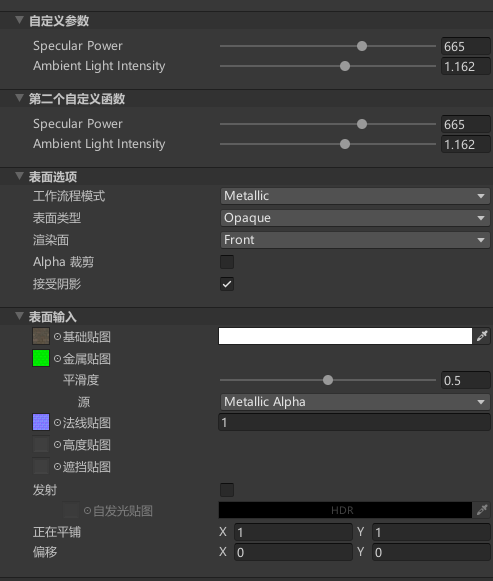 自定义参数
Specular Power 665
Ambient Light Intensity 1.162
第二个自定义函数
Specular Power 665
Ambient Light Intensity 1.162
表面选项
工作流程模式 Metallic
表面类型 Opaque
渲染面 Front
Alpha 裁剪
接受阴影
表面输入
基础贴图
金属贴图
平滑度 0.5
源 Metallic Alpha
法线贴图 1
高度贴图
遮挡贴图
发射
自发光贴图 HDR
正在平铺 X 1 Y 1
偏移 X 0 Y 0